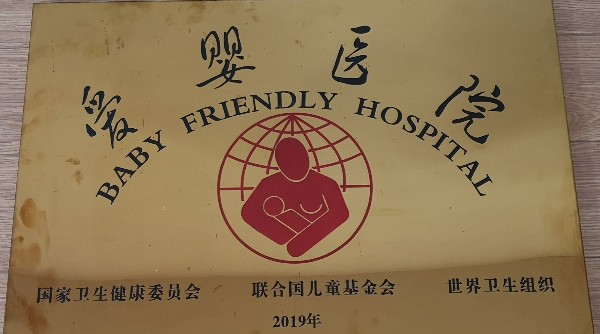 爱婴医院
BABY FRIENDLY HOSPITAL
国家卫生健康委员会 联合国儿童基金会 世界卫生组织
2019年